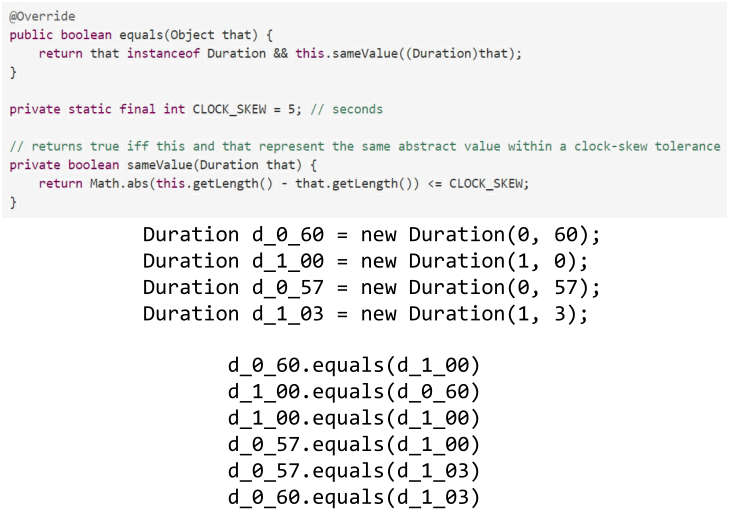 @Override
public boolean equals(Object that) {
    return that instanceof Duration && this.sameValue((Duration)that);
}
private static final int CLOCK_SKEW = 5; // seconds
// returns true iff this and that represent the same abstract value within a clock-skew tolerance
private boolean sameValue(Duration that) {
    return Math.abs(this.getLength() - that.getLength()) <= CLOCK_SKEW;
}
Duration d_0_60 = new Duration(0, 60);
Duration d_1_00 = new Duration(1, 0);
Duration d_0_57 = new Duration(0, 57);
Duration d_1_03 = new Duration(1, 3);
d_0_60.equals(d_1_00)
d_1_00.equals(d_0_60)
d_1_00.equals(d_1_00)
d_0_57.equals(d_1_00)
d_0_57.equals(d_1_03)
d_0_60.equals(d_1_03)